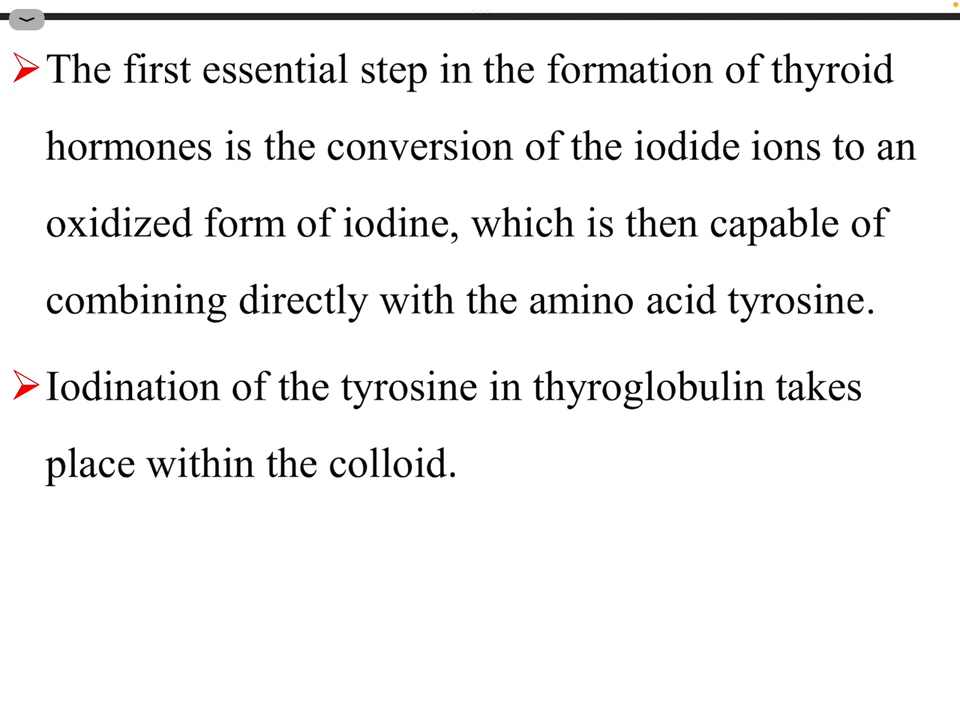 ➢The first essential step in the formation of thyroid
hormones is the conversion of the iodide ions to an
oxidized form of iodine, which is then capable of
combining directly with the amino acid tyrosine.
➢Iodination of the tyrosine in thyroglobulin takes
place within the colloid.